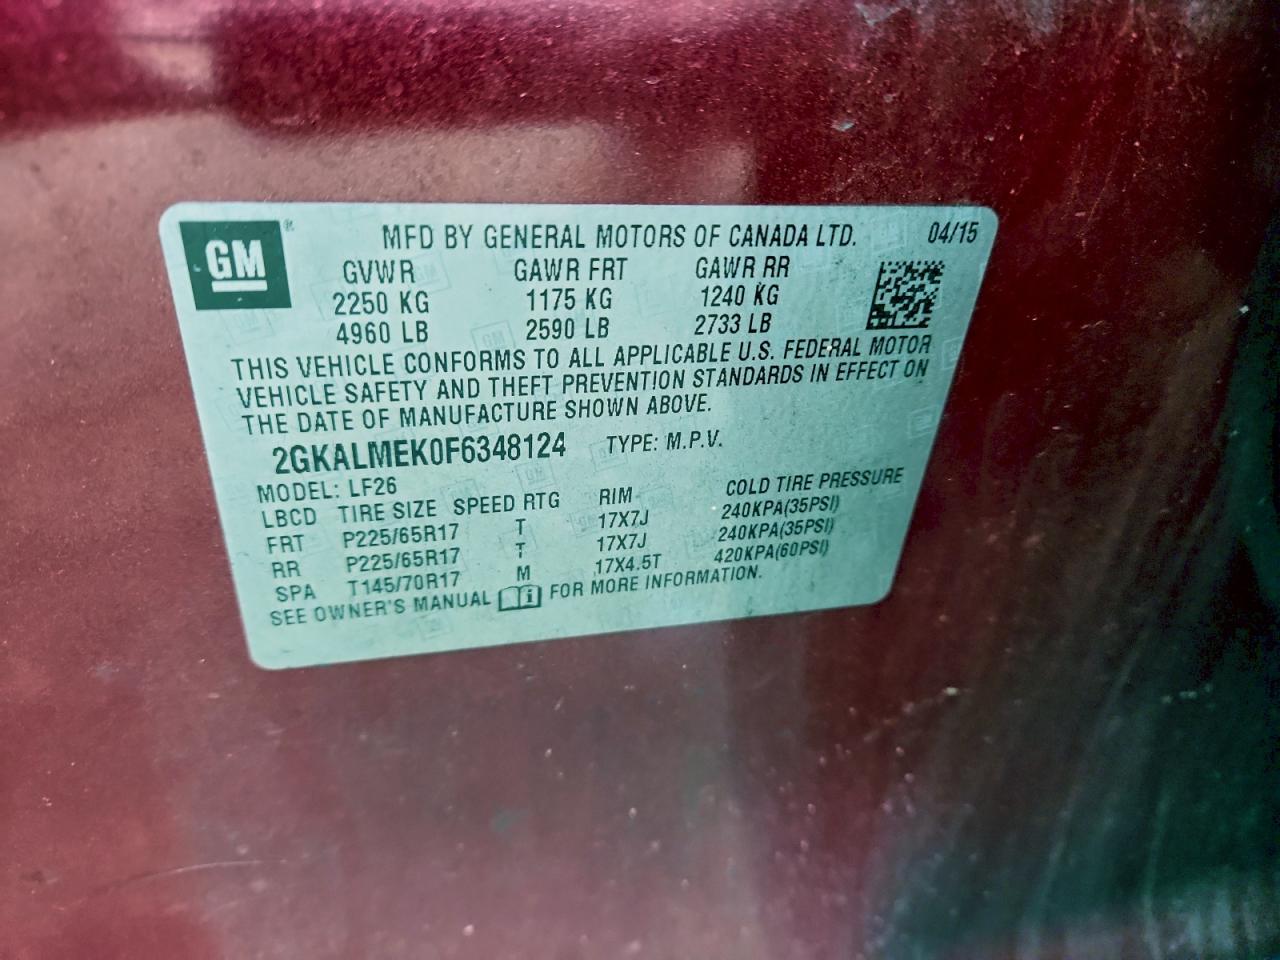 GM ® MFD BY GENERAL MOTORS OF CANADA LTD. 04/15
GVWR GAWR FRT GAWR RR
2250 KG 1175 KG 1240 KG
4960 LB 2590 LB 2733 LB
THIS VEHICLE CONFORMS TO ALL APPLICABLE U.S. FEDERAL MOTOR
VEHICLE SAFETY AND THEFT PREVENTION STANDARDS IN EFFECT ON
THE DATE OF MANUFACTURE SHOWN ABOVE.
2GKALMEK0F6348124 TYPE: M.P.V.
MODEL: LF26
LBCD TIRE SIZE SPEED RTG RIM COLD TIRE PRESSURE
FRT P225/65R17 T 17X7J 240KPA(35PSI)
RR P225/65R17 T 17X7J 240KPA(35PSI)
SPA T145/70R17 M 17X4.5T 420KPA(60PSI)
SEE OWNER'S MANUAL FOR MORE INFORMATION.